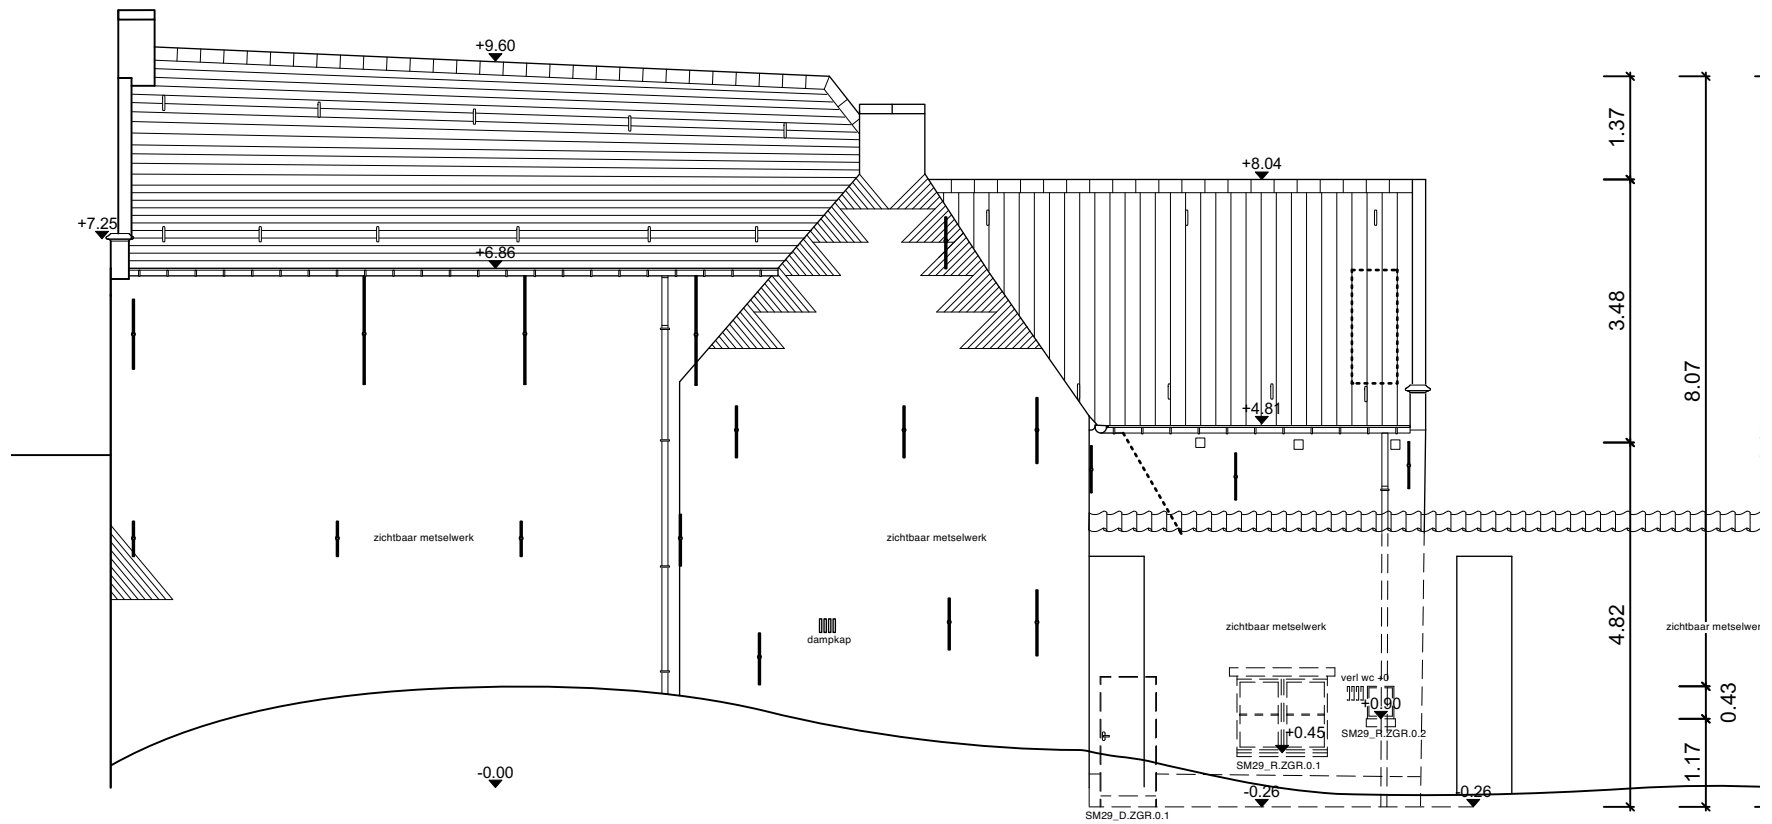 +9.60
1.37
+8.04
+7.25
+6.86
3.48
8.07
+4.81
zichtbaar metselwerk
zichtbaar metselwerk
4.82
zichtbaar metselwerk
dampkap
verl wc +0
+0.90
0.43
+0.45
SM29_R.ZGR.0.2
SM29_R.ZGR.0.1
1.17
-0.00
-0.26
-0.26
SM29_D.ZGR.0.1
zichtbaar metselwer